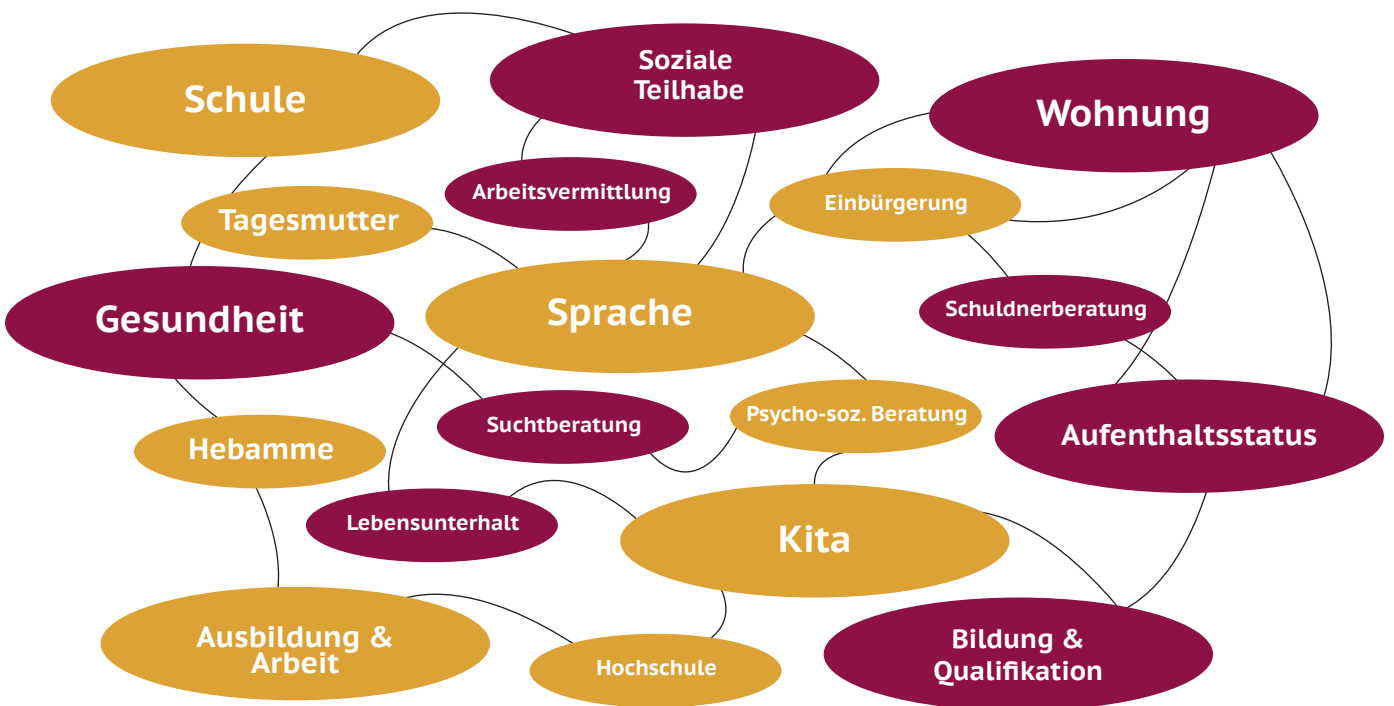 Schule
Soziale
Teilhabe
Wohnung
Arbeitsvermittlung
Einbürgerung
Tagesmutter
Gesundheit
Sprache
Schuldnerberatung
Suchtberatung
Psycho-soz. Beratung
Aufenthaltsstatus
Hebamme
Lebensunterhalt
Kita
Ausbildung &
Arbeit
Hochschule
Bildung &
Qualifikation